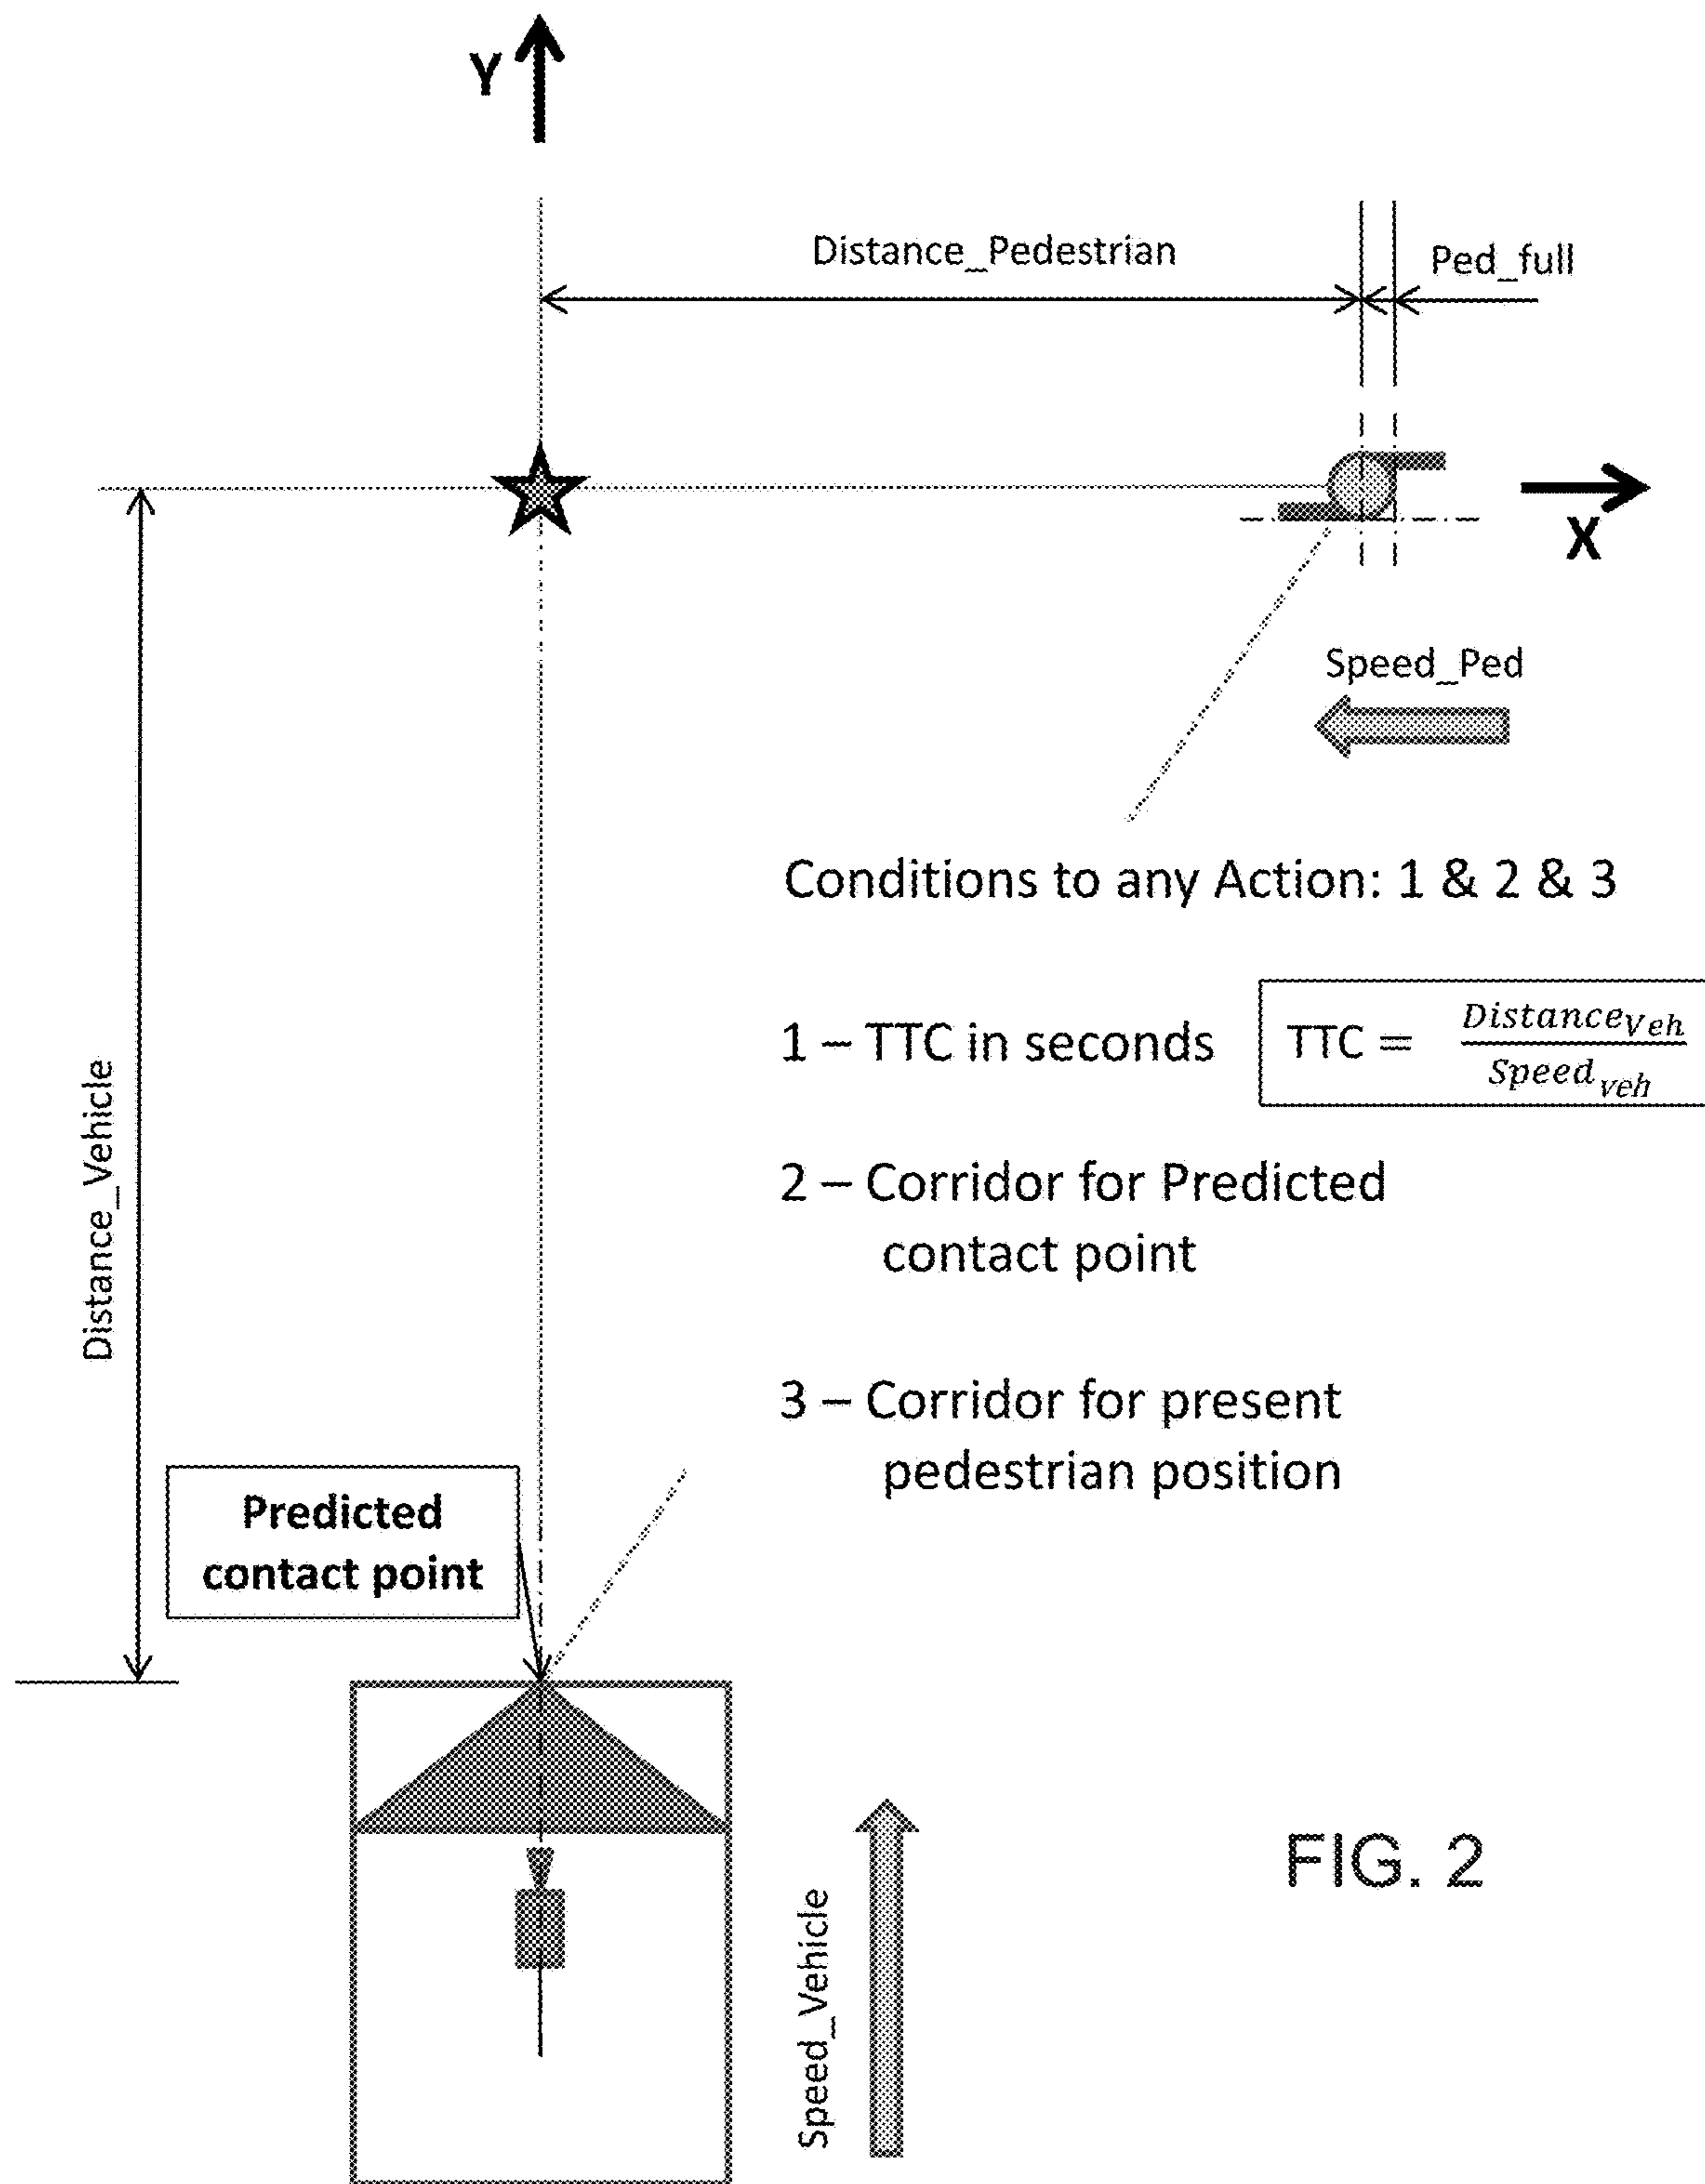 Y
Distance_Pedestrian
Ped_full
X
Speed_Ped
Conditions to any Action: 1 & 2 & 3
1 – TTC in seconds
TTC = Distance_Veh / Speed_veh
2 – Corridor for Predicted
contact point
3 – Corridor for present
pedestrian position
Distance_Vehicle
Predicted
contact point
Speed_Vehicle
FIG. 2